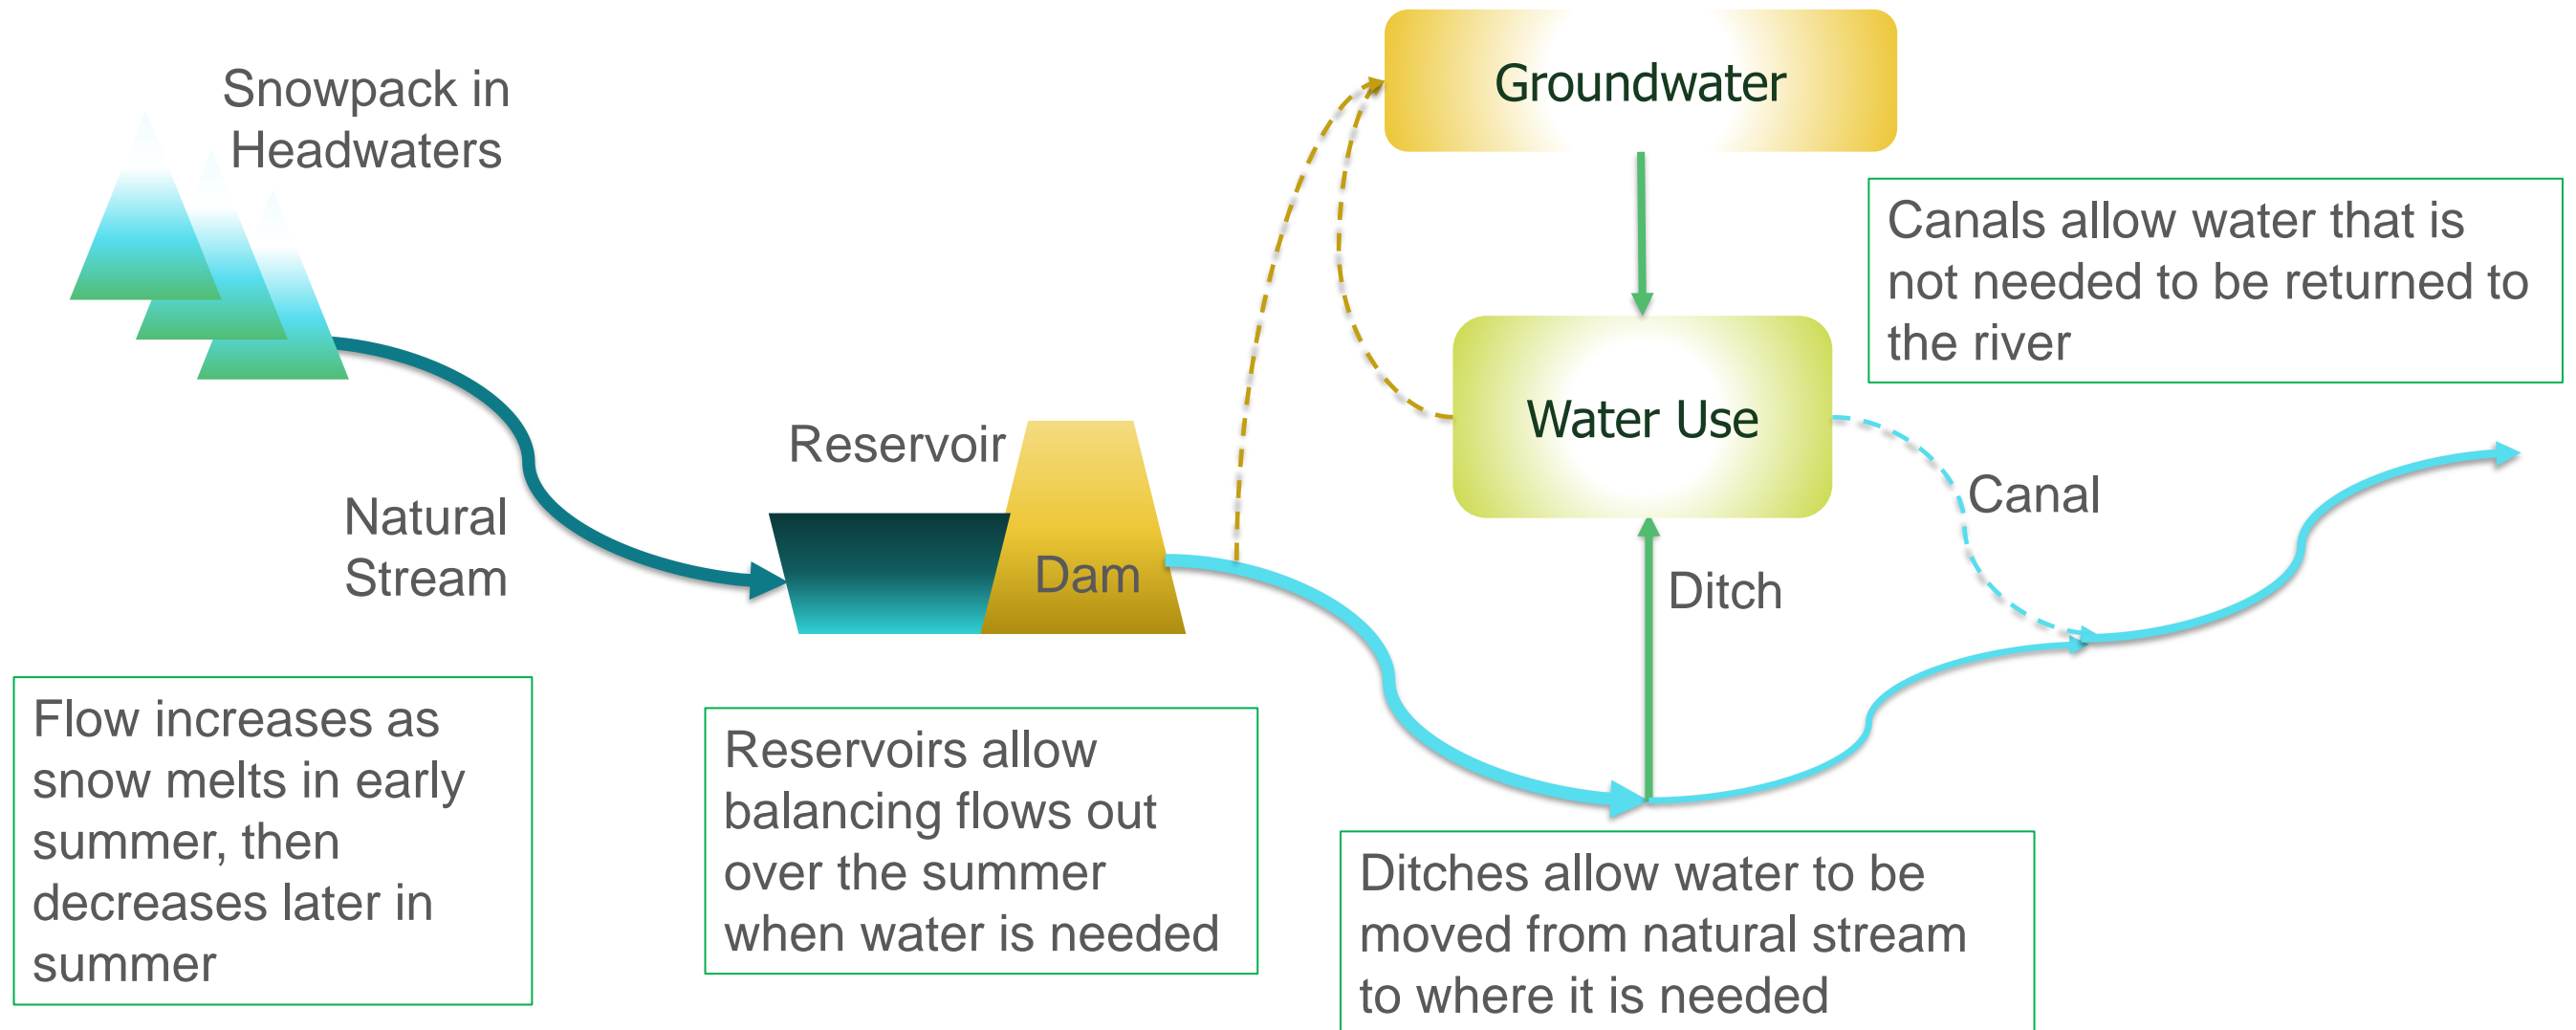 Snowpack in
Headwaters
Groundwater
Canals allow water that is
not needed to be returned to
the river
Reservoir
Water Use
Natural
Stream
Dam
Canal
Ditch
Flow increases as
snow melts in early
summer, then
decreases later in
summer
Reservoirs allow
balancing flows out
over the summer
when water is needed
Ditches allow water to be
moved from natural stream
to where it is needed